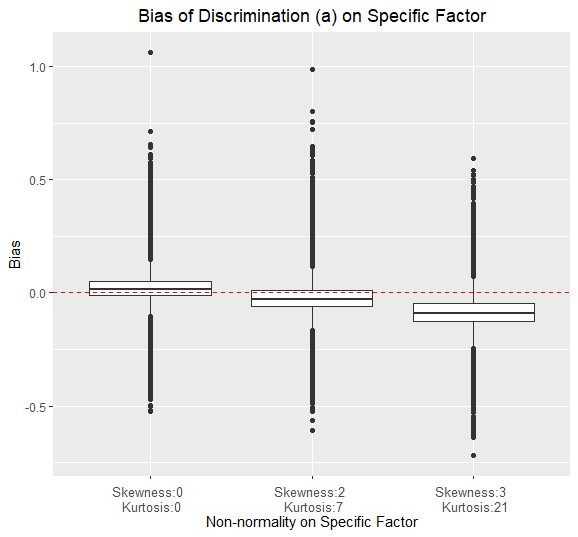 Bias of Discrimination (a) on Specific Factor
Bias
1.0
0.5
0.0
-0.5
Skewness:0
Kurtosis:0
Skewness:2
Kurtosis:7
Skewness:3
Kurtosis:21
Non-normality on Specific Factor